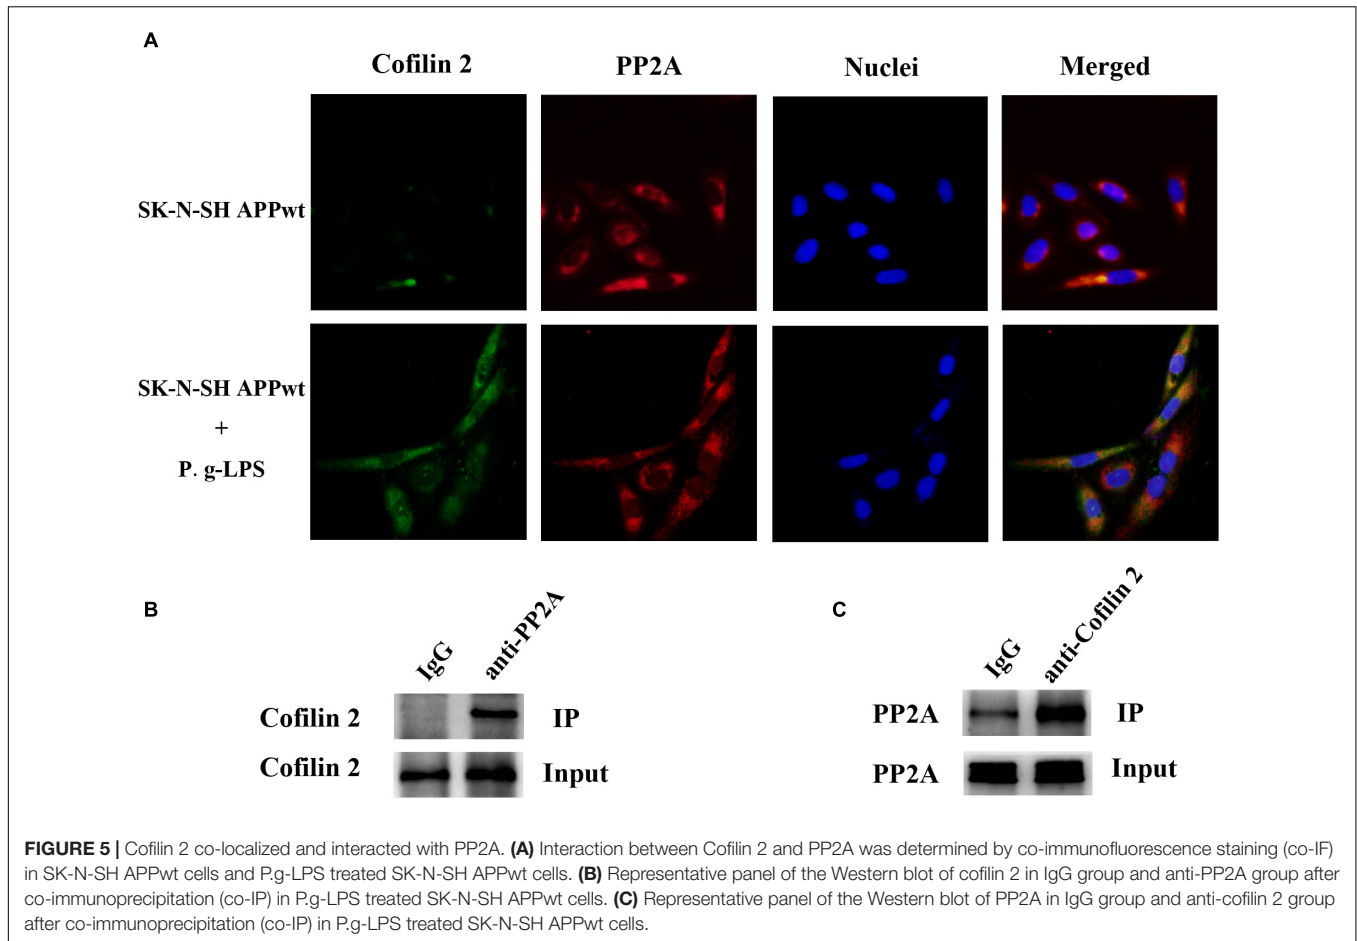 A
Cofilin 2 PP2A Nuclei Merged
SK-N-SH APPwt
SK-N-SH APPwt
+
P. g-LPS
B
IgG anti-PP2A
Cofilin 2 IP
Cofilin 2 Input
C
IgG anti-Cofilin 2
PP2A IP
PP2A Input
FIGURE 5 | Cofilin 2 co-localized and interacted with PP2A. (A) Interaction between Cofilin 2 and PP2A was determined by co-immunofluorescence staining (co-IF)
in SK-N-SH APPwt cells and P.g-LPS treated SK-N-SH APPwt cells. (B) Representative panel of the Western blot of cofilin 2 in IgG group and anti-PP2A group after
co-immunoprecipitation (co-IP) in P.g-LPS treated SK-N-SH APPwt cells. (C) Representative panel of the Western blot of PP2A in IgG group and anti-cofilin 2 group
after co-immunoprecipitation (co-IP) in P.g-LPS treated SK-N-SH APPwt cells.